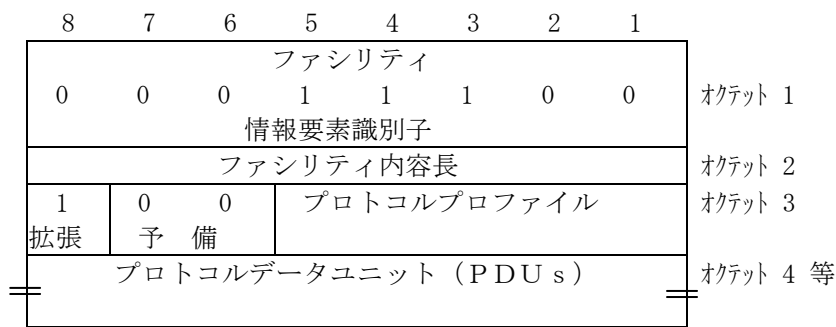 8 7 6 5 4 3 2 1
ファシリティ
0 0 0 1 1 1 0 0 ｵｸﾃｯﾄ 1
情報要素識別子
ファシリティ内容長 ｵｸﾃｯﾄ 2
1 0 0 プロトコルプロファイル ｵｸﾃｯﾄ 3
拡張 予 備
プロトコルデータユニット（ＰＤＵｓ） ｵｸﾃｯﾄ 4 等